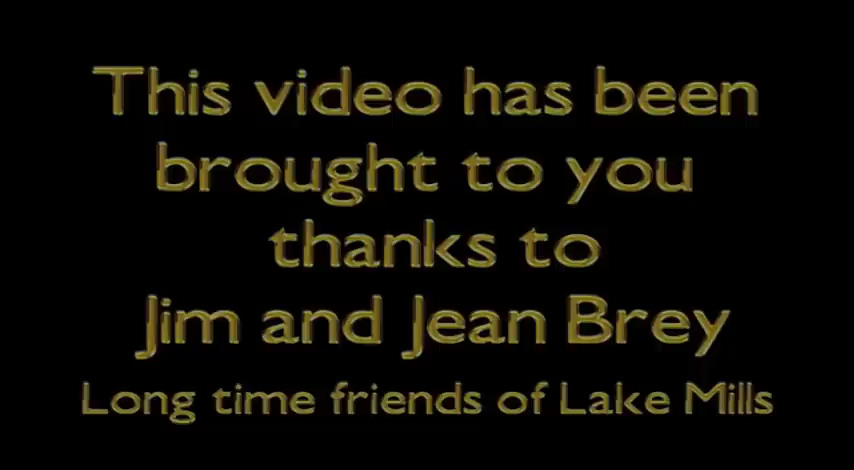 This video has been
brought to you
thanks to
Jim and Jean Brey
Long time friends of Lake Mills